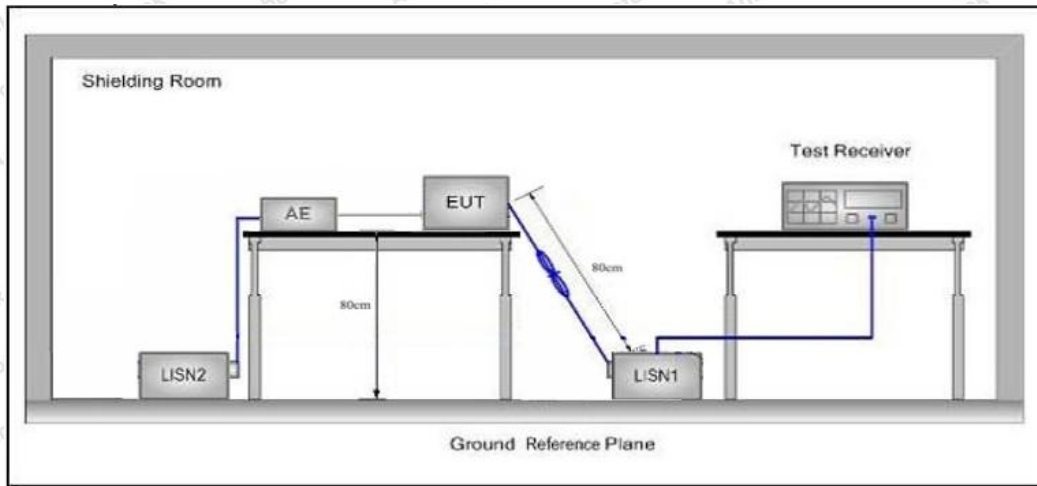 Shielding Room
Test Receiver
AE
EUT
80cm
80cm
LISN2
LISN1
Ground Reference Plane